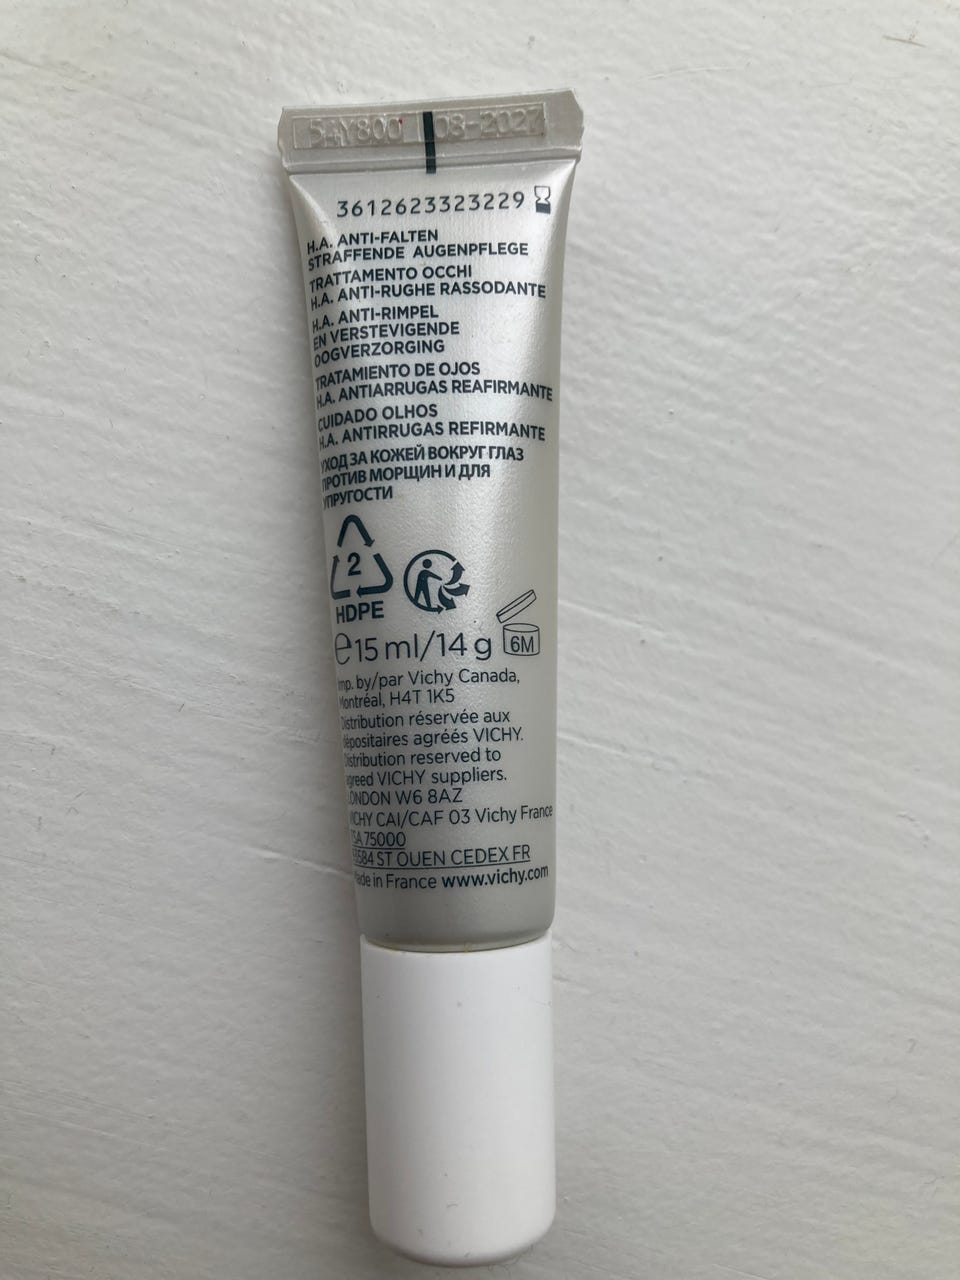 54Y800 08-2027
3612623323229
H.A. ANTI-FALTEN
STRAFFENDE AUGENPFLEGE
TRATTAMENTO OCCHI
H.A. ANTI-RUGHE RASSODANTE
H.A. ANTI-RIMPEL
EN VERSTEVIGENDE
OOGVERZORGING
TRATAMIENTO DE OJOS
H.A. ANTIARRUGAS REAFIRMANTE
CUIDADO OLHOS
H.A. ANTIRRUGAS REFIRMANTE
УХОД ЗА КОЖЕЙ ВОКРУГ ГЛАЗ
ПРОТИВ МОРЩИН И ДЛЯ
УПРУГОСТИ
2
HDPE
℮ 15 ml/14 g 6M
Imp. by/par Vichy Canada,
Montréal, H4T 1K5
Distribution réservée aux
dépositaires agréés VICHY.
Distribution reserved to
agreed VICHY suppliers.
LONDON W6 8AZ
VICHY CAI/CAF 03 Vichy France
TSA 75000
93584 ST OUEN CEDEX FR
Made in France www.vichy.com